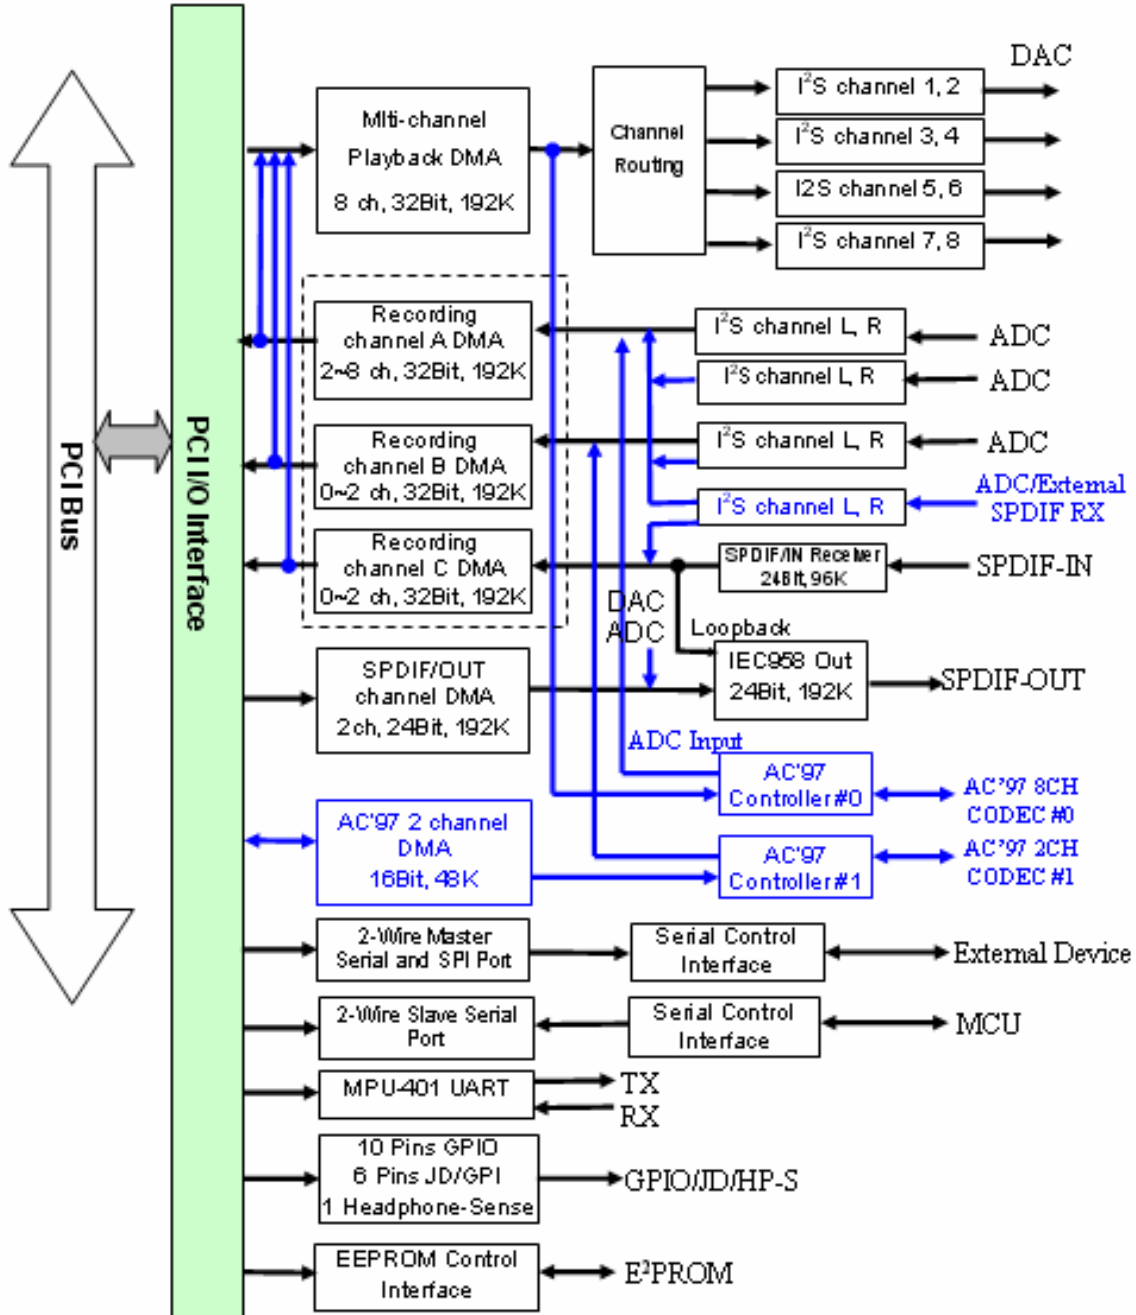 DAC
Mlti-channel
Playback DMA
8 ch, 32Bit, 192K
Channel
Routing
I²S channel 1, 2
I²S channel 3, 4
I2S channel 5, 6
I²S channel 7, 8
Recording
channel A DMA
2~8 ch, 32Bit, 192K
I²S channel L, R
ADC
I²S channel L, R
ADC
Recording
channel B DMA
0~2 ch, 32Bit, 192K
I²S channel L, R
ADC
I²S channel L, R
ADC/External
SPDIF RX
Recording
channel C DMA
0~2 ch, 32Bit, 192K
SPDIF/IN Receiver
24Bit, 96K
SPDIF-IN
DAC
ADC
Loopback
SPDIF/OUT
channel DMA
2ch, 24Bit, 192K
IEC958 Out
24Bit, 192K
SPDIF-OUT
ADC Input
AC'97
Controller#0
AC'97 8CH
CODEC #0
AC'97 2 channel
DMA
16Bit, 48K
AC'97
Controller#1
AC'97 2CH
CODEC #1
PCI Bus
PCI I/O Interface
2-Wire Master
Serial and SPI Port
Serial Control
Interface
External Device
2-Wire Slave Serial
Port
Serial Control
Interface
MCU
MPU-401 UART
TX
RX
10 Pins GPIO
6 Pins JD/GPI
1 Headphone-Sense
GPIO/JD/HP-S
EEPROM Control
Interface
E²PROM